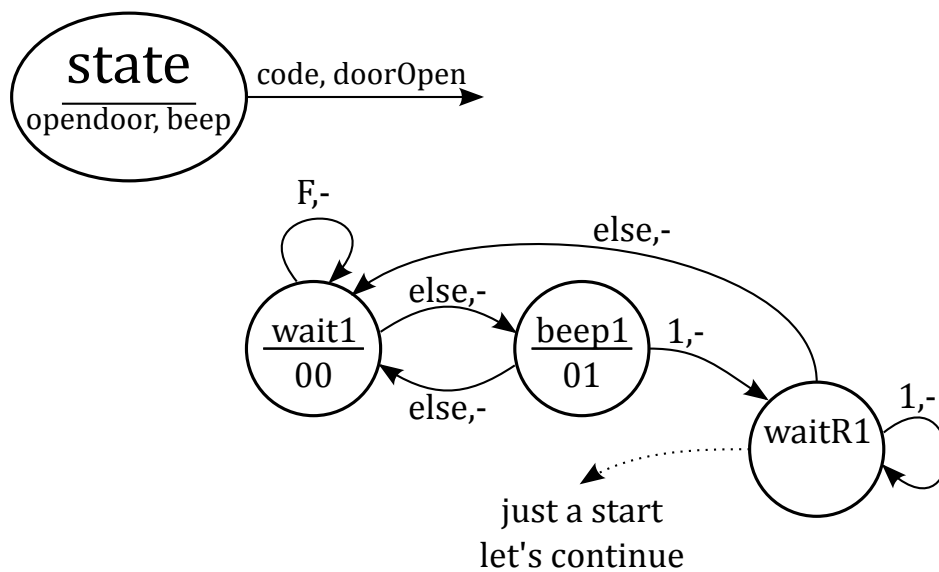 state
opendoor, beep
code, doorOpen
F,-
else,-
else,-
wait1
00
beep1
01
1,-
else,-
waitR1
1,-
just a start
let's continue